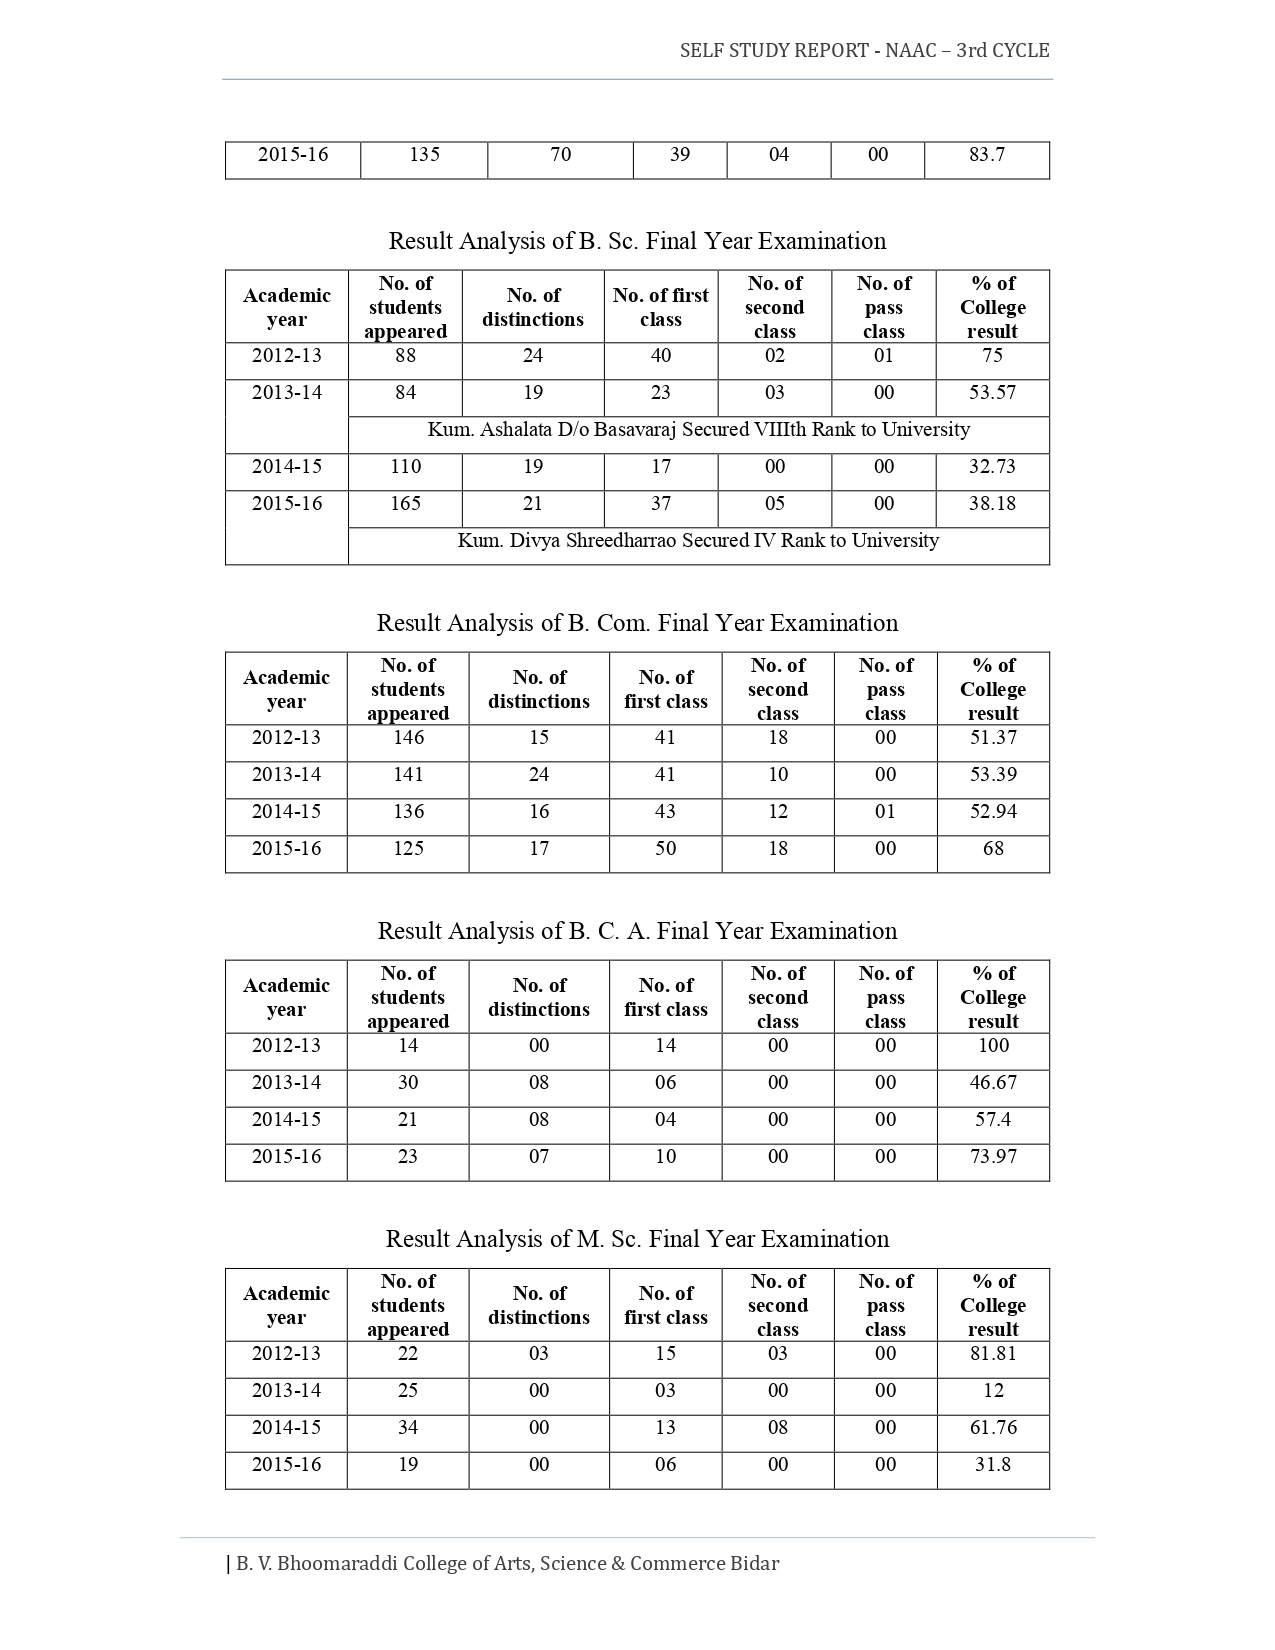 SELF STUDY REPORT - NAAC – 3rd CYCLE
2015-16 135 70 39 04 00 83.7
Result Analysis of B. Sc. Final Year Examination
Academic year No. of students appeared No. of distinctions No. of first class No. of second class No. of pass class % of College result
2012-13 88 24 40 02 01 75
2013-14 84 19 23 03 00 53.57
Kum. Ashalata D/o Basavaraj Secured VIIIth Rank to University
2014-15 110 19 17 00 00 32.73
2015-16 165 21 37 05 00 38.18
Kum. Divya Shreedharrao Secured IV Rank to University
Result Analysis of B. Com. Final Year Examination
Academic year No. of students appeared No. of distinctions No. of first class No. of second class No. of pass class % of College result
2012-13 146 15 41 18 00 51.37
2013-14 141 24 41 10 00 53.39
2014-15 136 16 43 12 01 52.94
2015-16 125 17 50 18 00 68
Result Analysis of B. C. A. Final Year Examination
Academic year No. of students appeared No. of distinctions No. of first class No. of second class No. of pass class % of College result
2012-13 14 00 14 00 00 100
2013-14 30 08 06 00 00 46.67
2014-15 21 08 04 00 00 57.4
2015-16 23 07 10 00 00 73.97
Result Analysis of M. Sc. Final Year Examination
Academic year No. of students appeared No. of distinctions No. of first class No. of second class No. of pass class % of College result
2012-13 22 03 15 03 00 81.81
2013-14 25 00 03 00 00 12
2014-15 34 00 13 08 00 61.76
2015-16 19 00 06 00 00 31.8
| B. V. Bhoomaraddi College of Arts, Science & Commerce Bidar